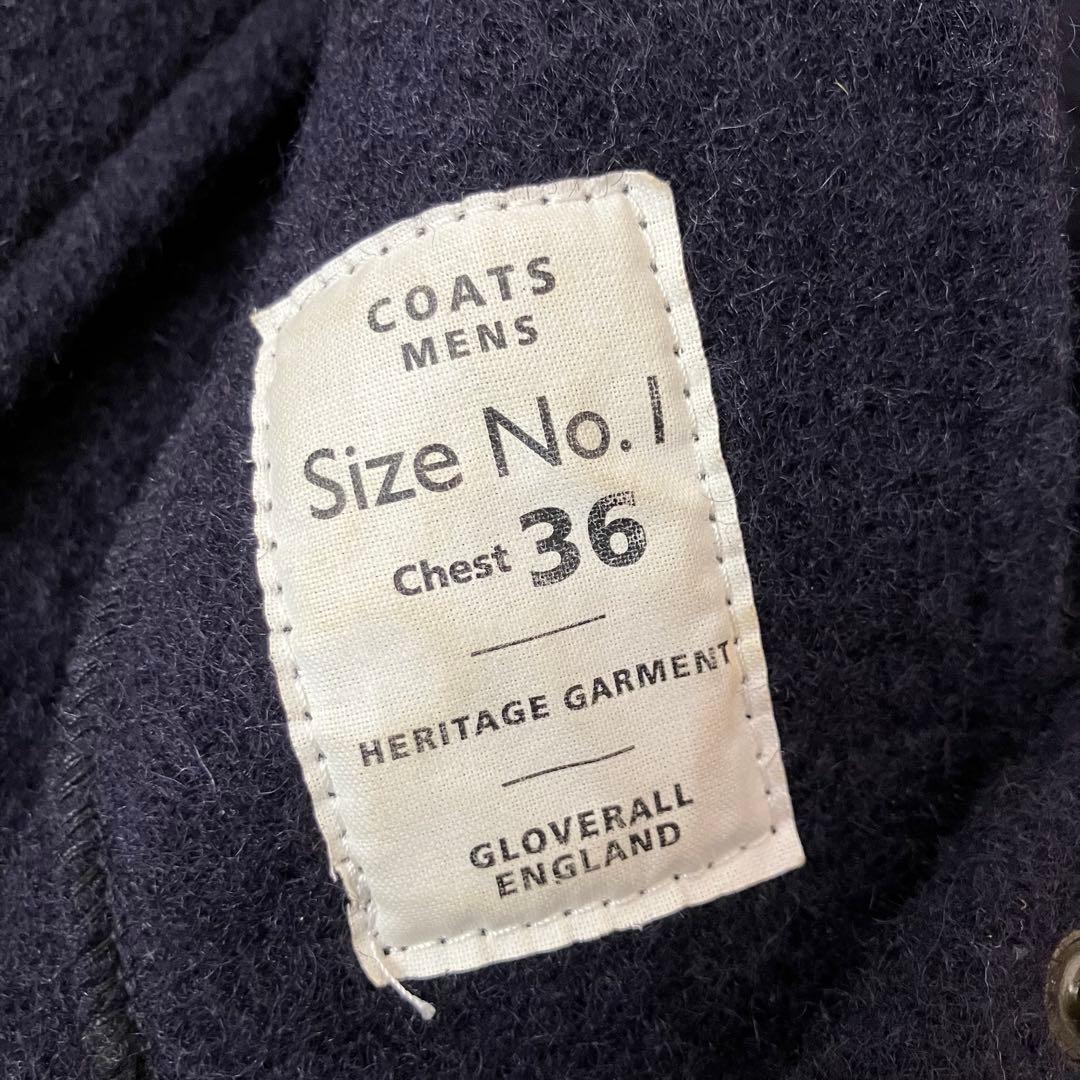 COATS
MENS
Size No. 1
Chest 36
HERITAGE GARMENT
GLOVERALL
ENGLAND